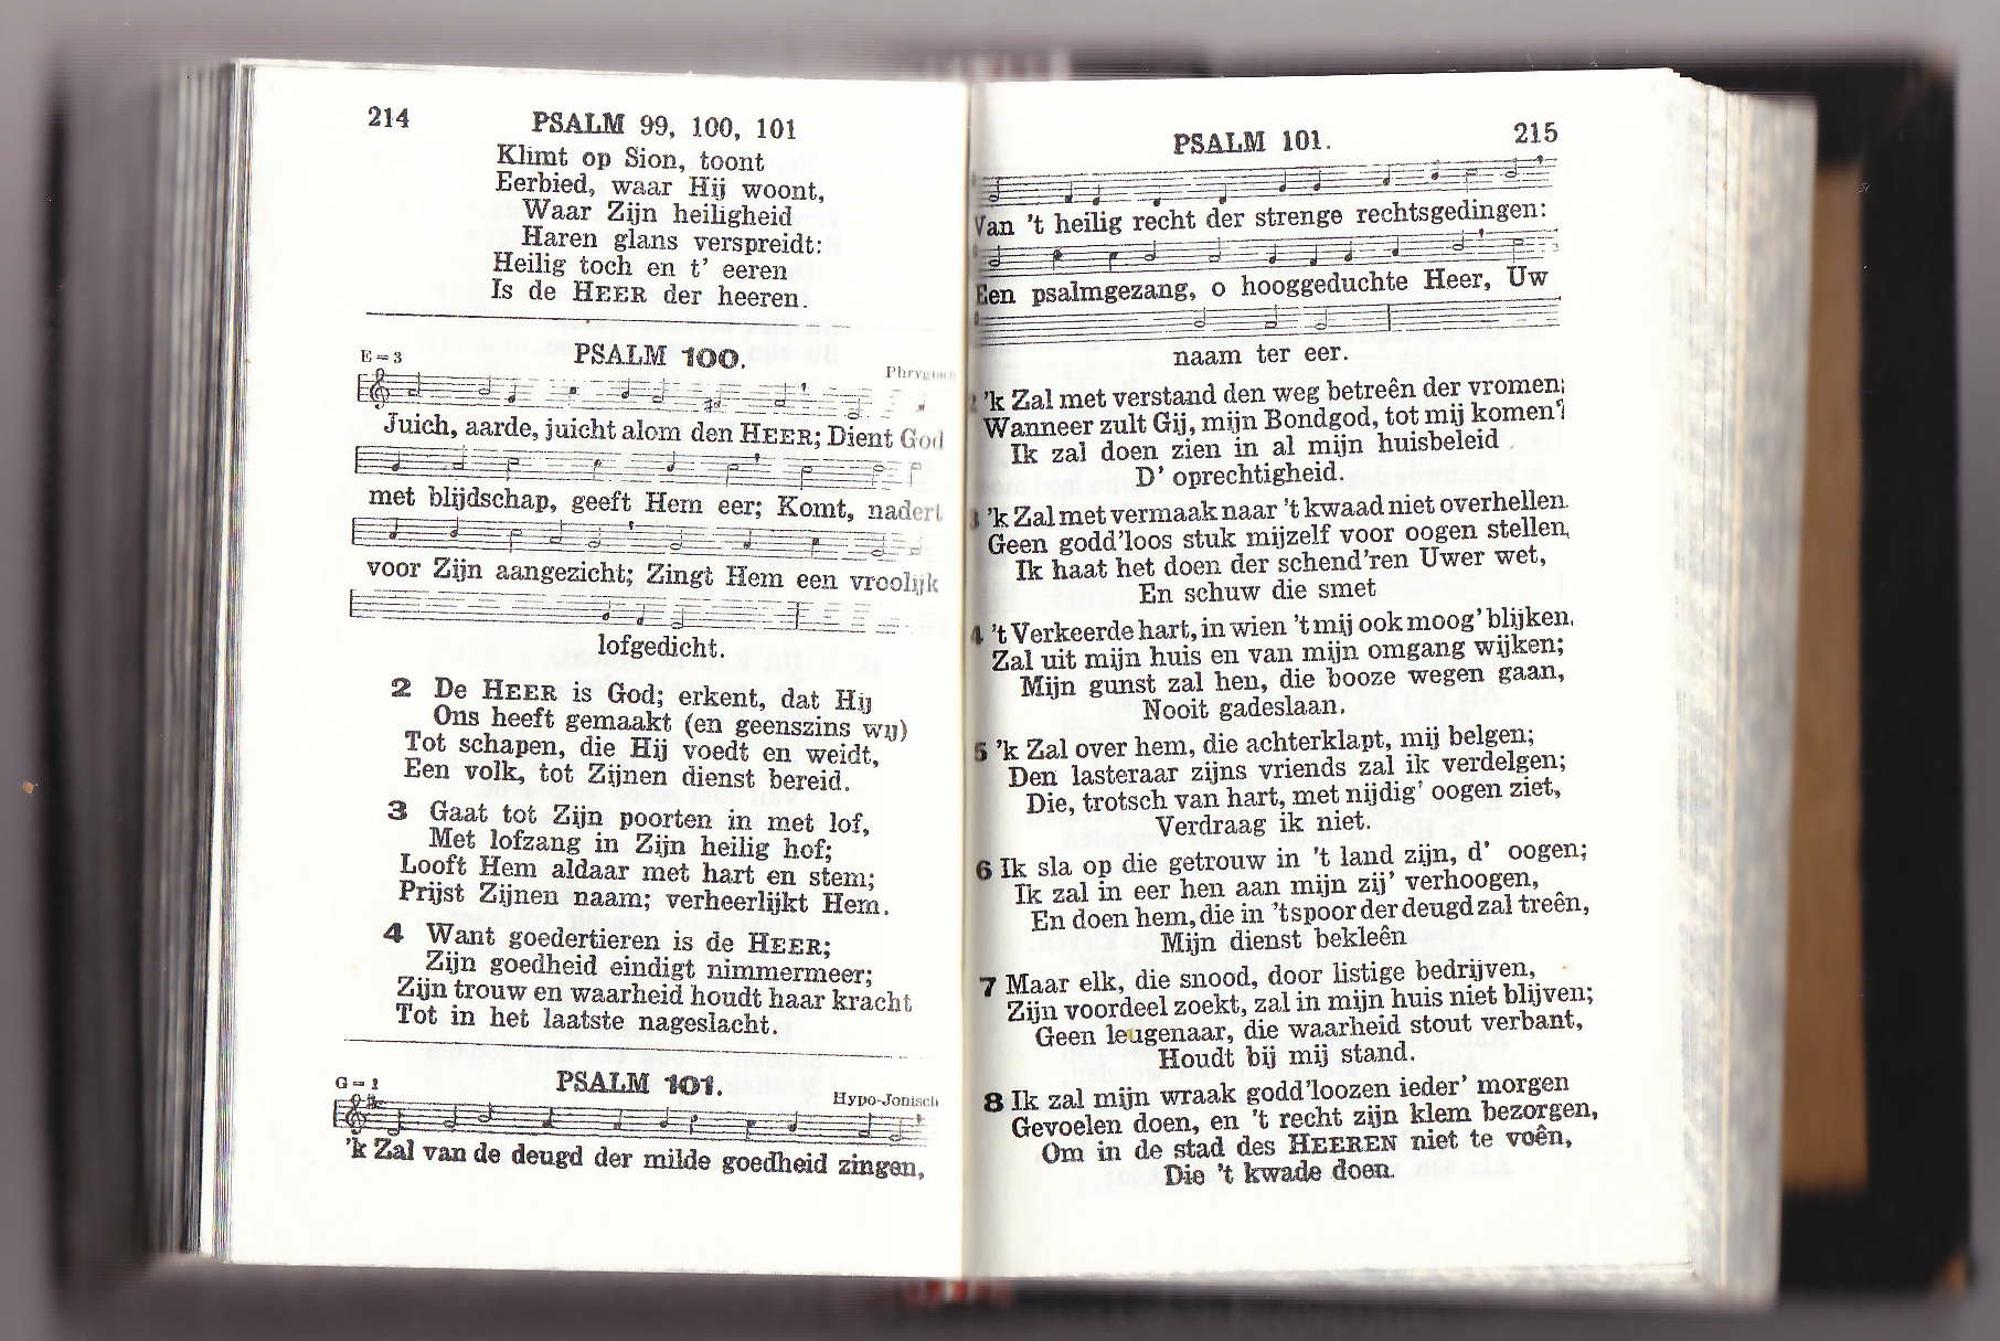 214
PSALM 99, 100, 101
Klimt op Sion, toont
Eerbied, waar Hij woont,
Waar Zijn heiligheid
Haren glans verspreidt:
Heilig toch en t' eeren
Is de HEER der heeren.
E = 3
PSALM 100.
Juich, aarde, juicht alom den HEER; Dient God
met blijdschap, geeft Hem eer; Komt, nadert
voor Zijn aangezicht; Zingt Hem een vroolijk
lofgedicht.
2 De HEER is God; erkent, dat Hij
Ons heeft gemaakt (en geenszins wij)
Tot schapen, die Hij voedt en weidt,
Een volk, tot Zijnen dienst bereid.
3 Gaat tot Zijn poorten in met lof,
Met lofzang in Zijn heilig hof;
Looft Hem aldaar met hart en stem;
Prijst Zijnen naam; verheerlijkt Hem.
4 Want goedertieren is de HEER;
Zijn goedheid eindigt nimmermeer;
Zijn trouw en waarheid houdt haar kracht
Tot in het laatste nageslacht.
G = 1
PSALM 101.
Hypo-Jonisch
'k Zal van de deugd der milde goedheid zingen,
PSALM 101.
215
Van 't heilig recht der strenge rechtsgedingen:
Een psalmgezang, o hooggeduchte Heer, Uw
naam ter eer.
2 'k Zal met verstand den weg betreên der vromen;
Wanneer zult Gij, mijn Bondgod, tot mij komen?
Ik zal doen zien in al mijn huisbeleid
D' oprechtigheid.
3 'k Zal met vermaak naar 't kwaad niet overhellen.
Geen godd'loos stuk mijzelf voor oogen stellen,
Ik haat het doen der schend'ren Uwer wet,
En schuw die smet
4 't Verkeerde hart, in wien 't mij ook moog' blijken,
Zal uit mijn huis en van mijn omgang wijken;
Mijn gunst zal hen, die booze wegen gaan,
Nooit gadeslaan.
5 'k Zal over hem, die achterklapt, mij belgen;
Den lasteraar zijns vriends zal ik verdelgen;
Die, trotsch van hart, met nijdig' oogen ziet,
Verdraag ik niet.
6 Ik sla op die getrouw in 't land zijn, d' oogen;
Ik zal in eer hen aan mijn zij' verhoogen,
En doen hem, die in 't spoor der deugd zal treên,
Mijn dienst bekleên
7 Maar elk, die snood, door listige bedrijven,
Zijn voordeel zoekt, zal in mijn huis niet blijven;
Geen leugenaar, die waarheid stout verbant,
Houdt bij mij stand.
8 Ik zal mijn wraak godd'loozen ieder' morgen
Gevoelen doen, en 't recht zijn klem bezorgen,
Om in de stad des HEEREN niet te voên,
Die 't kwade doen.